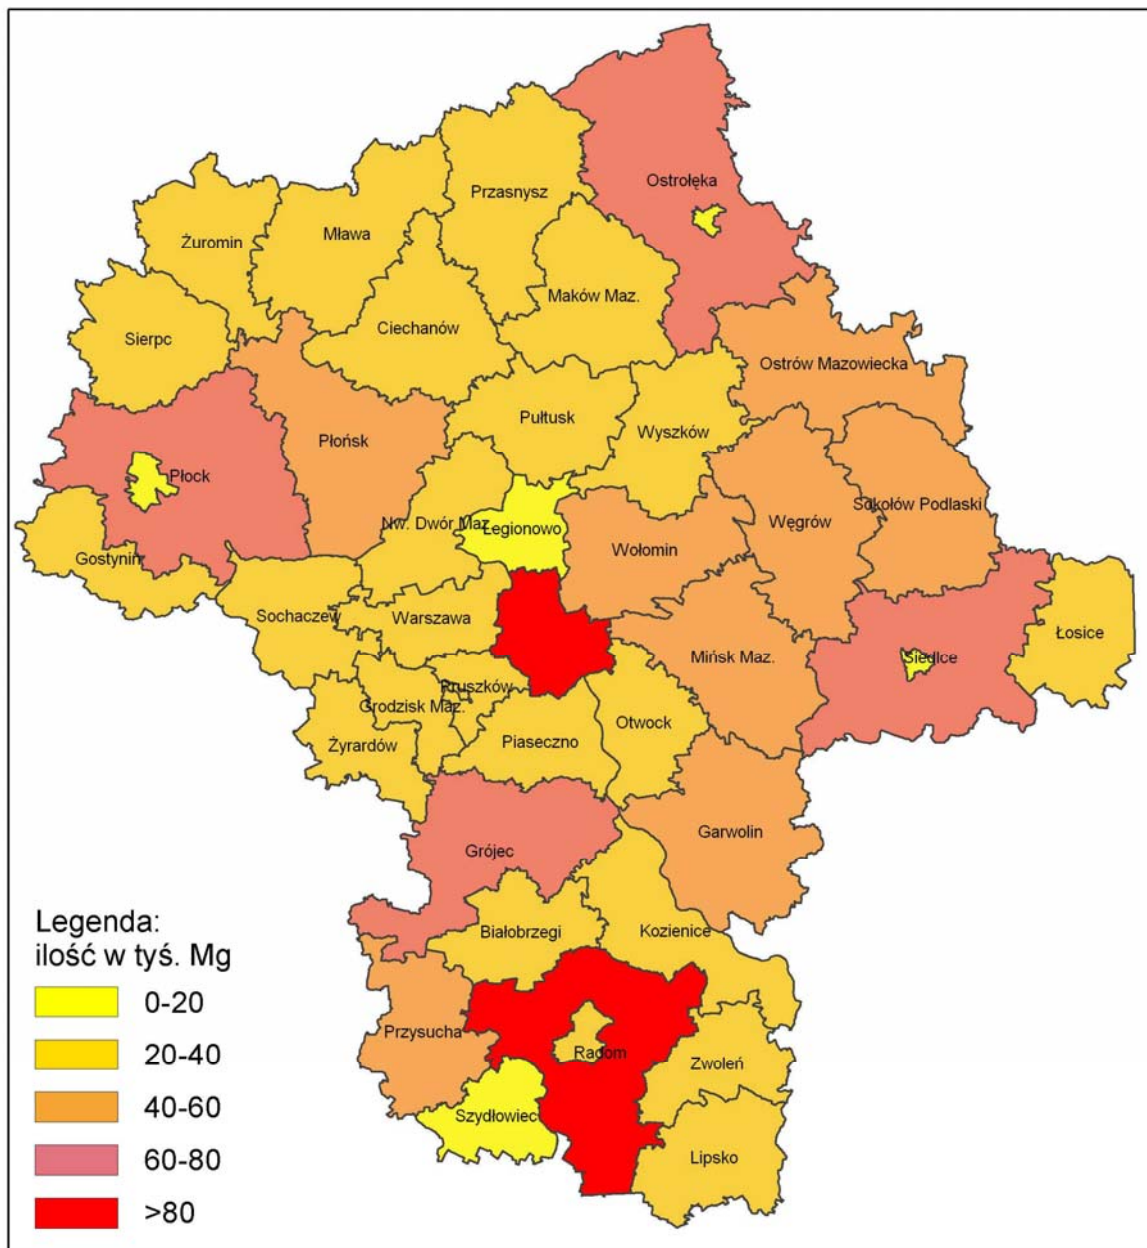 Ostrołęka
Przasnysz
Mława
Żuromin
Maków Maz.
Ciechanów
Sierpc
Ostrów Mazowiecka
Pułtusk
Wyszków
Płońsk
Płock
Sokołów Podlaski
Nw. Dwór Maz.
Legionowo
Węgrów
Wołomin
Gostynin
Sochaczew
Warszawa
Łosice
Mińsk Maz.
Siedlce
Pruszków
Grodzisk Maz.
Otwock
Piaseczno
Żyrardów
Garwolin
Grójec
Białobrzegi
Kozienice
Przysucha
Radom
Zwoleń
Szydłowiec
Lipsko
Legenda:
ilość w tyś. Mg
0-20
20-40
40-60
60-80
>80